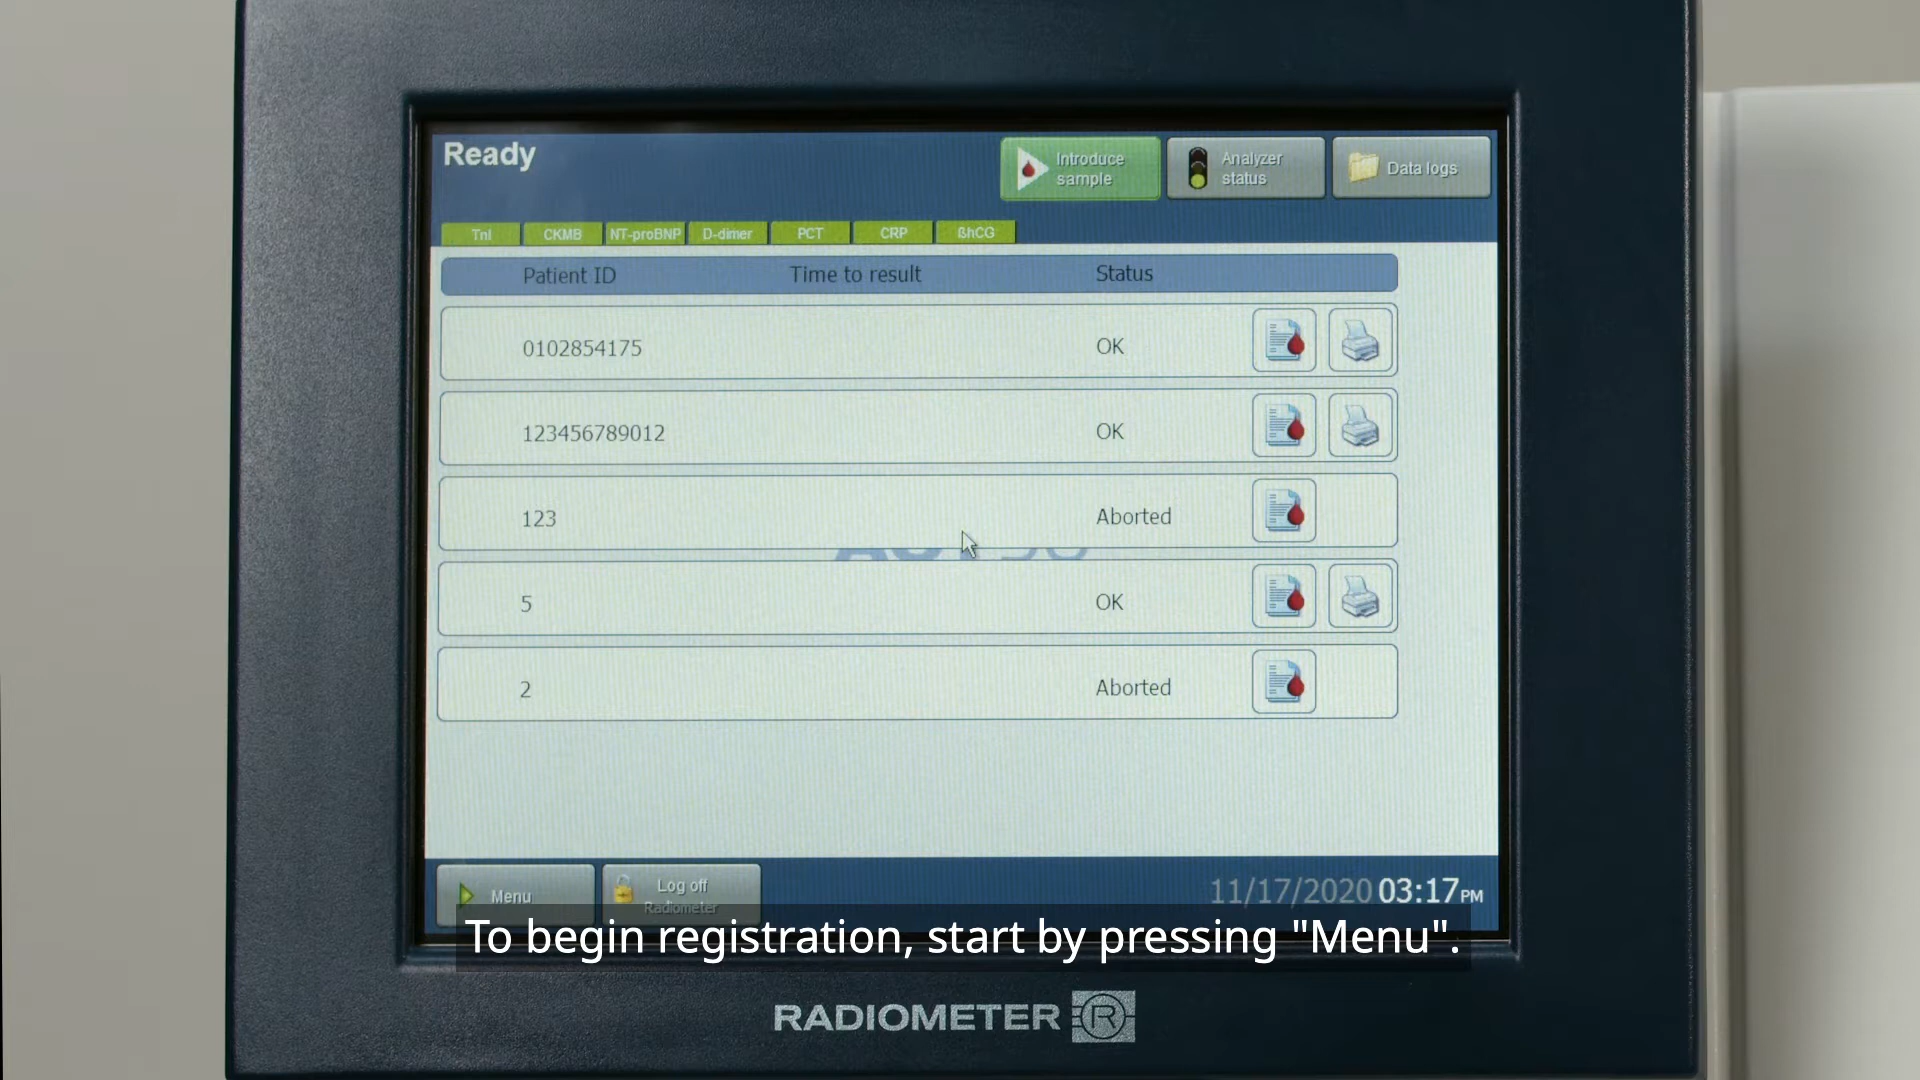 Ready
Introduce
sample
Analyzer
status
Data logs
TnI
CKMB
NT-proBNP
D-dimer
PCT
CRP
ßhCG
Patient ID
Time to result
Status
0102854175
OK
123456789012
OK
123
Aborted
5
OK
2
Aborted
Menu
Log off
Radiometer
11/17/2020 03:17PM
To begin registration, start by pressing "Menu".
RADIOMETER
R